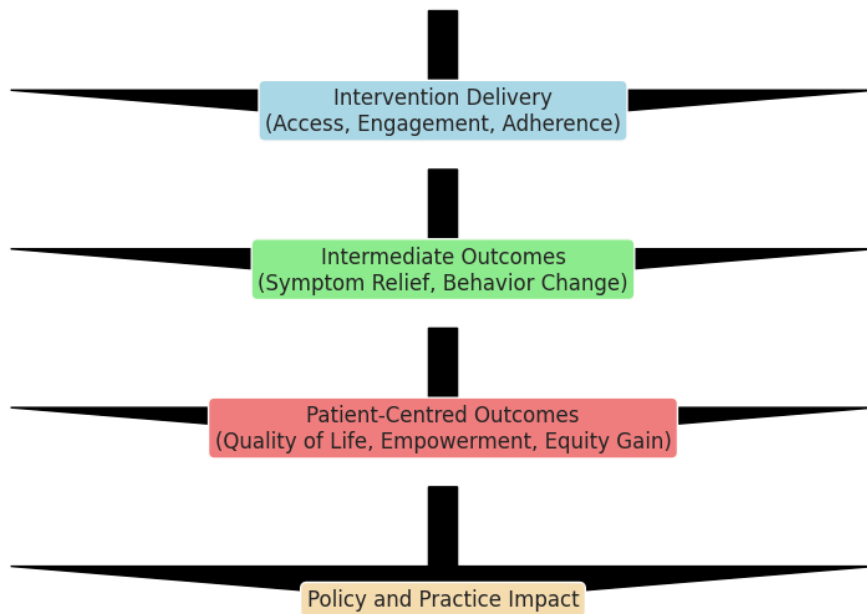 Intervention Delivery
(Access, Engagement, Adherence)
Intermediate Outcomes
(Symptom Relief, Behavior Change)
Patient-Centred Outcomes
(Quality of Life, Empowerment, Equity Gain)
Policy and Practice Impact